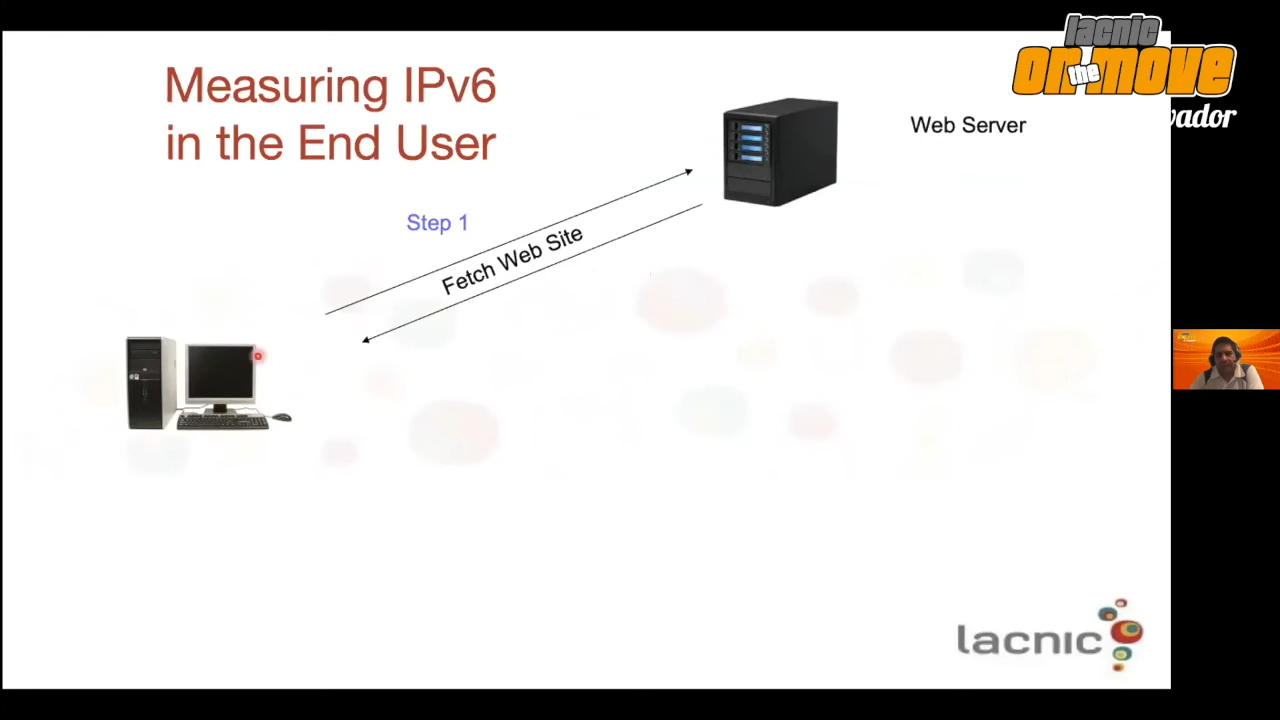 Measuring IPv6
in the End User
lacnic
on the move
vador
Web Server
Step 1
Fetch Web Site
lacnic